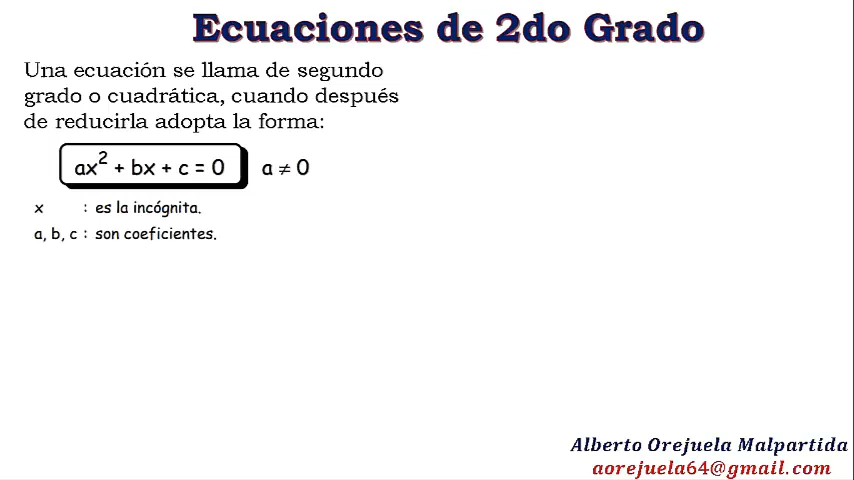 Ecuaciones de 2do Grado
Una ecuación se llama de segundo
grado o cuadrática, cuando después
de reducirla adopta la forma:
ax² + bx + c = 0 a ≠ 0
x : es la incógnita.
a, b, c : son coeficientes.
Alberto Orejuela Malpartida
aorejuela64@gmail.com